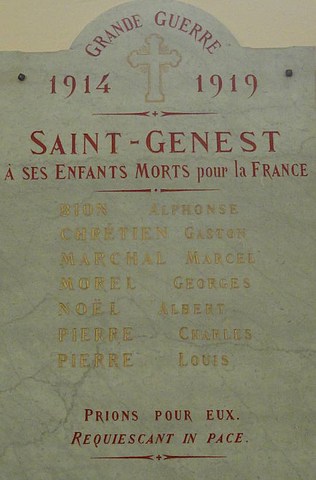 GRANDE GUERRE
1914 1919
SAINT-GENEST
À SES ENFANTS MORTS pour la FRANCE
BION ALPHONSE
CHRÉTIEN GASTON
MARCHAL MARCEL
MOREL GEORGES
NOËL ALBERT
PIERRE CHARLES
PIERRE LOUIS
PRIONS POUR EUX.
REQUIESCANT IN PACE.